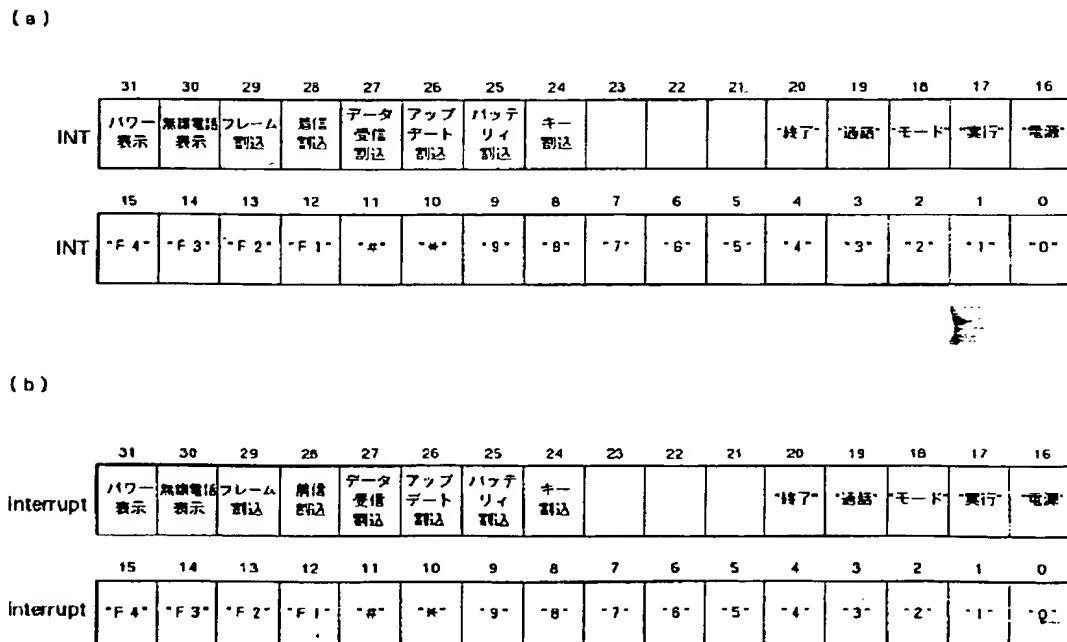 (a)
31 30 29 28 27 26 25 24 23 22 21 20 19 18 17 16
INT パワー表示 無線電話表示 フレーム割込 着信割込 データ受信割込 アップデート割込 バッテリィ割込 キー割込 "終了" "通話" "モード" "実行" "電源"
15 14 13 12 11 10 9 8 7 6 5 4 3 2 1 0
INT "F4" "F3" "F2" "F1" "#" "*" "9" "8" "7" "6" "5" "4" "3" "2" "1" "0"
(b)
31 30 29 28 27 26 25 24 23 22 21 20 19 18 17 16
interrupt パワー表示 無線電話表示 フレーム割込 着信割込 データ受信割込 アップデート割込 バッテリィ割込 キー割込 "終了" "通話" "モード" "実行" "電源"
15 14 13 12 11 10 9 8 7 6 5 4 3 2 1 0
interrupt "F4" "F3" "F2" "F1" "#" "*" "9" "8" "7" "6" "5" "4" "3" "2" "1" "0"